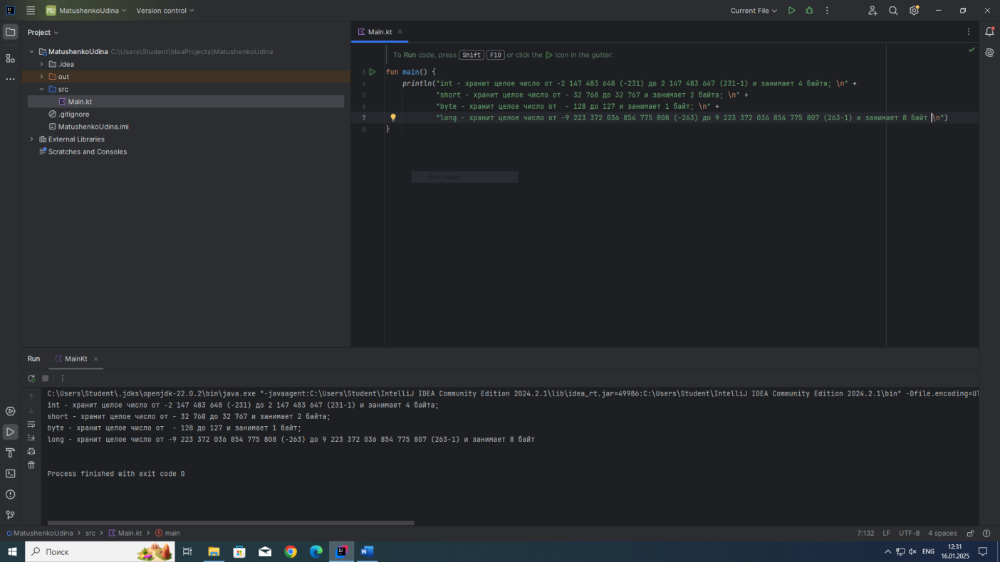 MU MatushenkoUdina Version control Current File
Project Main.kt
MatushenkoUdina C:\Users\Student\IdeaProjects\MatushenkoUdina
.idea
out
src
Main.kt
.gitignore
MatushenkoUdina.iml
External Libraries
Scratches and Consoles
To Run code, press Shift F10 or click the icon in the gutter.
3 fun main() {
4 println("int - хранит целое число от -2 147 483 648 (-231) до 2 147 483 647 (231-1) и занимает 4 байта; \n" +
5 "short - хранит целое число от - 32 768 до 32 767 и занимает 2 байта; \n" +
6 "byte - хранит целое число от  - 128 до 127 и занимает 1 байт; \n" +
7 "long - хранит целое число от -9 223 372 036 854 775 808 (-263) до 9 223 372 036 854 775 807 (263-1) и занимает 8 байт \n")
8 }
Весь экран
Run MainKt
C:\Users\Student\.jdks\openjdk-22.0.2\bin\java.exe "-javaagent:C:\Users\Student\IntelliJ IDEA Community Edition 2024.2.1\lib\idea_rt.jar=49986:C:\Users\Student\IntelliJ IDEA Community Edition 2024.2.1\bin" -Dfile.encoding=UT
int - хранит целое число от -2 147 483 648 (-231) до 2 147 483 647 (231-1) и занимает 4 байта;
short - хранит целое число от - 32 768 до 32 767 и занимает 2 байта;
byte - хранит целое число от  - 128 до 127 и занимает 1 байт;
long - хранит целое число от -9 223 372 036 854 775 808 (-263) до 9 223 372 036 854 775 807 (263-1) и занимает 8 байт
Process finished with exit code 0
MatushenkoUdina > src > Main.kt > main 7:132 LF UTF-8 4 spaces
Поиск ENG 12:31
16.01.2025